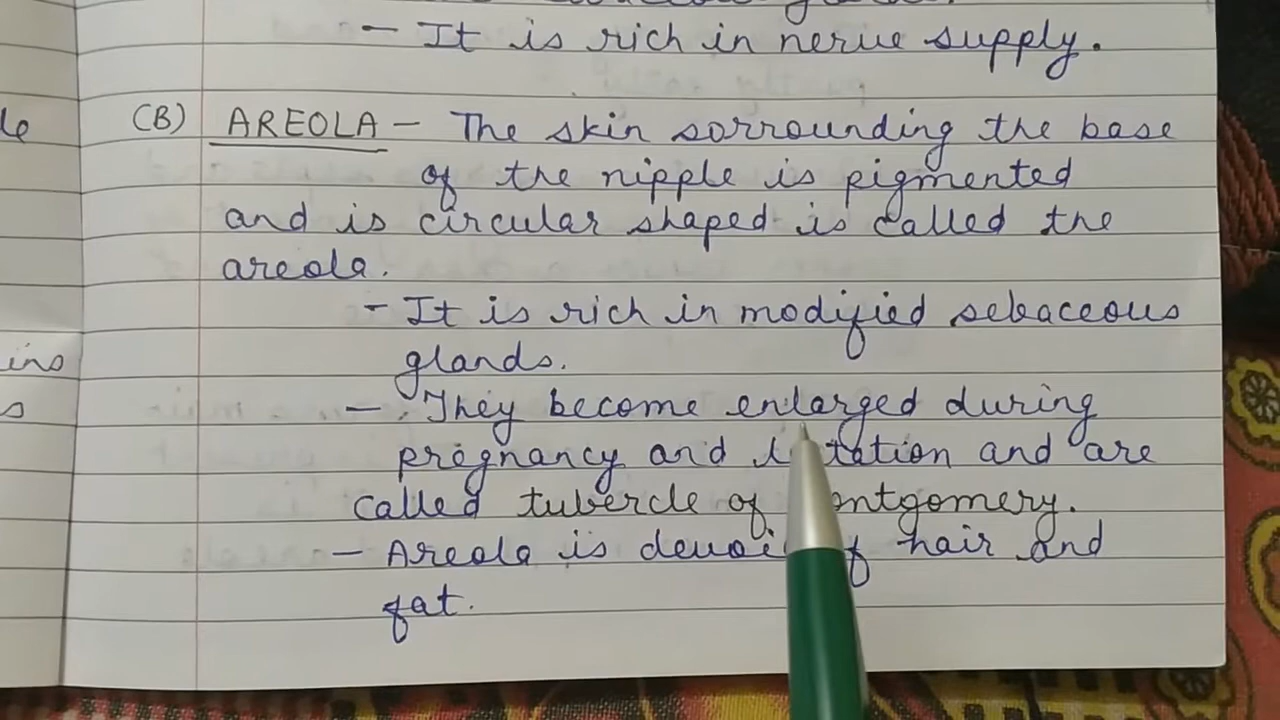 - It is rich in nerve supply.
(B) AREOLA - The skin sorrounding the base
of the nipple is pigmented
and is circular shaped is called the
areola.
- It is rich in modified sebaceous
glands.
- They become enlarged during
pregnancy and and are
called tubercle of
- Areola is hair and
fat.